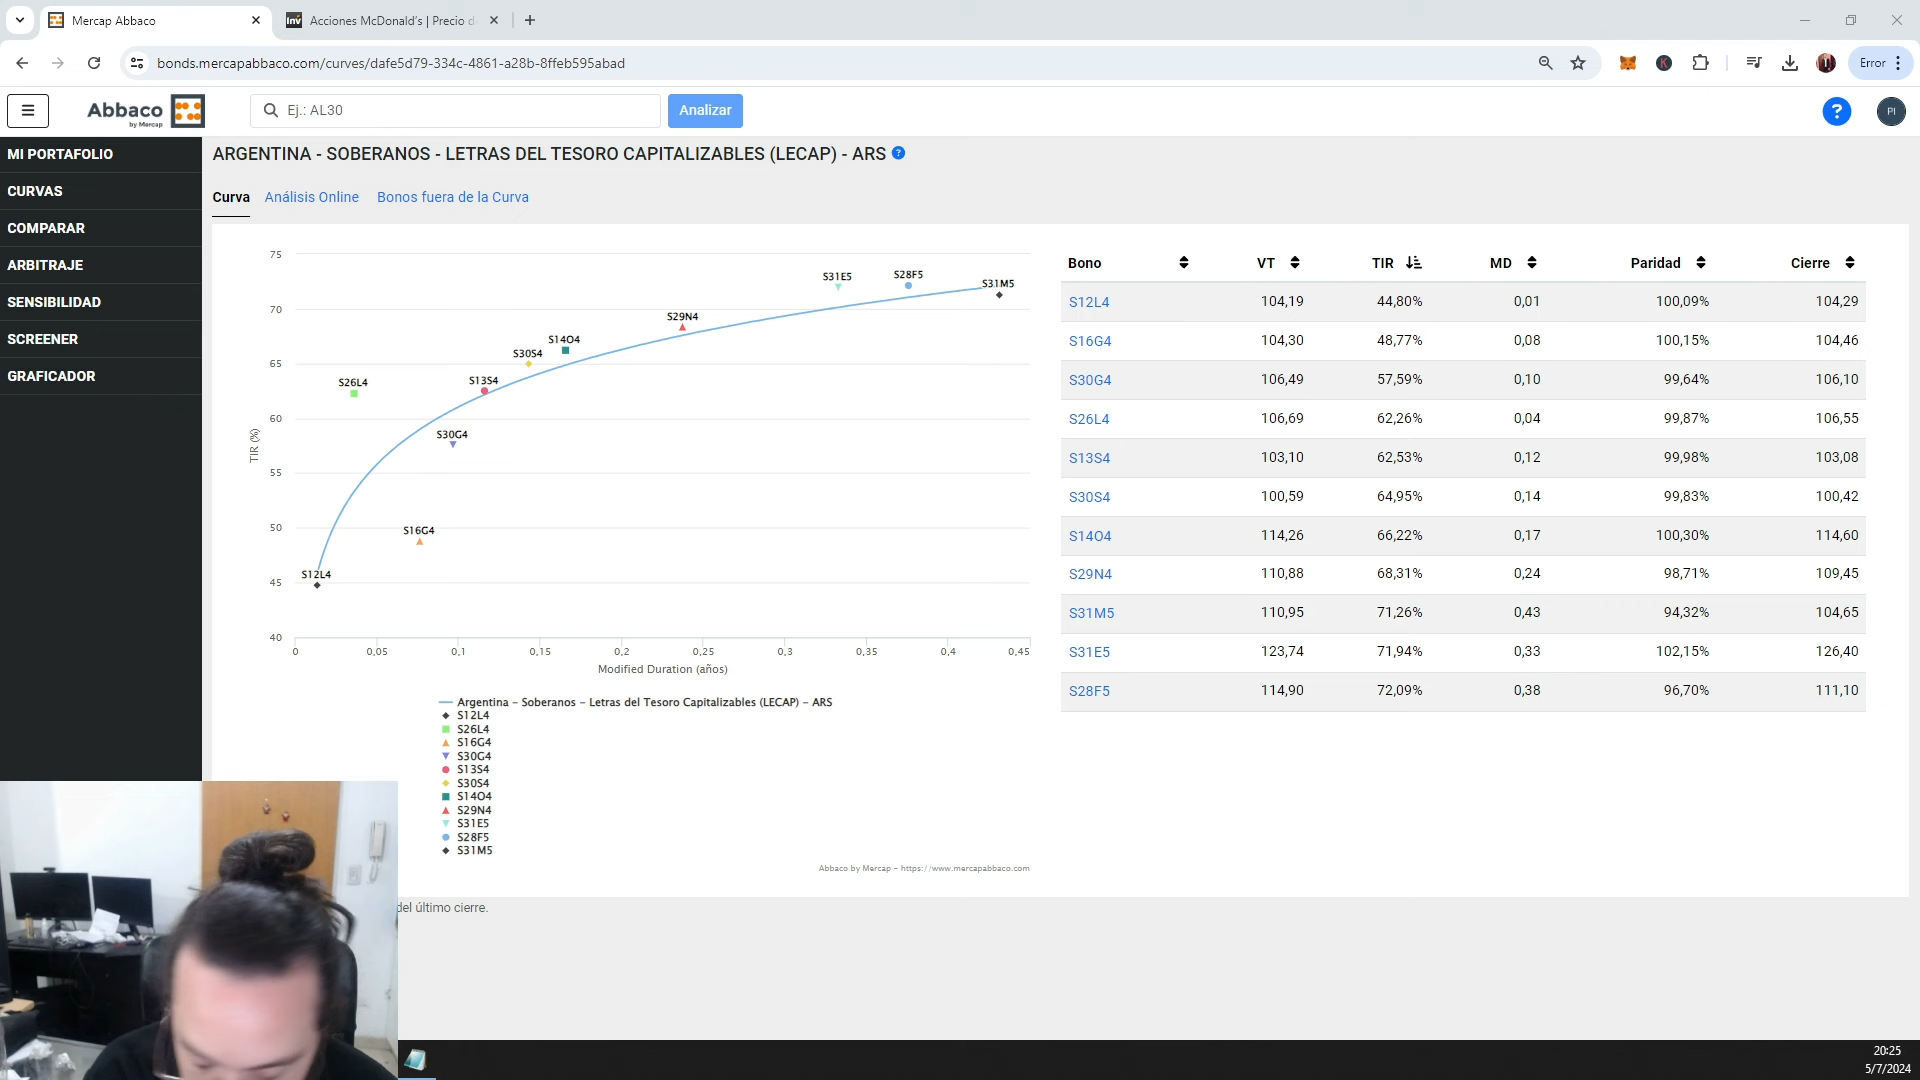 Mercap Abbaco
Acciones McDonald's | Precio d
bonds.mercapabbaco.com/curves/dafe5d79-334c-4861-a28b-8ffeb595abad
Error
Abbaco
by Mercap
Ej.: AL30
Analizar
?
PI
MI PORTAFOLIO
CURVAS
COMPARAR
ARBITRAJE
SENSIBILIDAD
SCREENER
GRAFICADOR
ARGENTINA - SOBERANOS - LETRAS DEL TESORO CAPITALIZABLES (LECAP) - ARS ?
Curva Análisis Online Bonos fuera de la Curva
75
70
65
60
55
50
45
40
TIR (%)
S12L4
S26L4
S16G4
S30G4
S13S4
S30S4
S14O4
S29N4
S31E5
S28F5
S31M5
0 0,05 0,1 0,15 0,2 0,25 0,3 0,35 0,4 0,45
Modified Duration (años)
Argentina – Soberanos – Letras del Tesoro Capitalizables (LECAP) – ARS
S12L4
S26L4
S16G4
S30G4
S13S4
S30S4
S14O4
S29N4
S31E5
S28F5
S31M5
Abbaco by Mercap – https://www.mercapabbaco.com
Bono VT TIR MD Paridad Cierre
S12L4 104,19 44,80% 0,01 100,09% 104,29
S16G4 104,30 48,77% 0,08 100,15% 104,46
S30G4 106,49 57,59% 0,10 99,64% 106,10
S26L4 106,69 62,26% 0,04 99,87% 106,55
S13S4 103,10 62,53% 0,12 99,98% 103,08
S30S4 100,59 64,95% 0,14 99,83% 100,42
S14O4 114,26 66,22% 0,17 100,30% 114,60
S29N4 110,88 68,31% 0,24 98,71% 109,45
S31M5 110,95 71,26% 0,43 94,32% 104,65
S31E5 123,74 71,94% 0,33 102,15% 126,40
S28F5 114,90 72,09% 0,38 96,70% 111,10
del último cierre.
20:25
5/7/2024